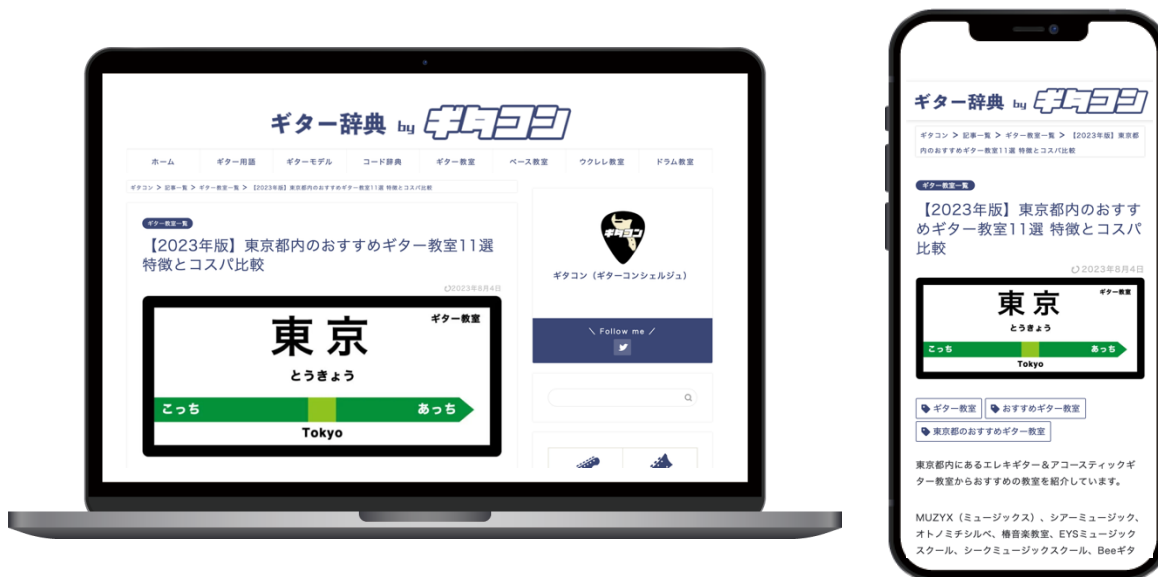 ギター辞典 by ギタコン
ホーム ギター用語 ギターモデル コード辞典 ギター教室 ベース教室 ウクレレ教室 ドラム教室
ギタコン > 記事一覧 > ギター教室一覧 > 【2023年版】東京都内のおすすめギター教室11選 特徴とコスパ比較
ギター教室一覧
【2023年版】東京都内のおすすめギター教室11選
特徴とコスパ比較
2023年8月4日
ギター教室
東京
とうきょう
こっち あっち
Tokyo
ギタコン
ギタコン（ギターコンシェルジュ）
\ Follow me /
ギター辞典 by ギタコン
ギタコン > 記事一覧 > ギター教室一覧 > 【2023年版】東京都
内のおすすめギター教室11選 特徴とコスパ比較
ギター教室一覧
【2023年版】東京都内のおすす
めギター教室11選 特徴とコスパ
比較
2023年8月4日
ギター教室
東京
とうきょう
こっち あっち
Tokyo
ギター教室 おすすめギター教室
東京都のおすすめギター教室
東京都内にあるエレキギター＆アコースティックギ
ター教室からおすすめの教室を紹介しています。
MUZYX（ミュージックス）、シアーミュージック、
オトノミチシルベ、椿音楽教室、EYSミュージック
スクール、シークミュージックスクール、Beeギタ